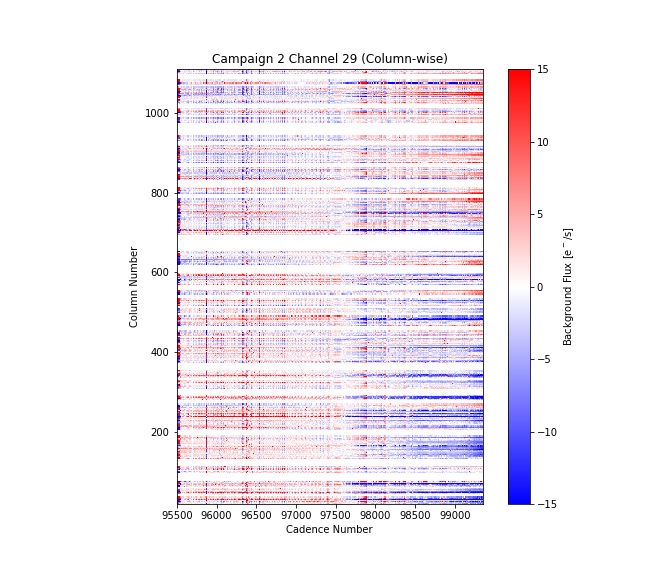 Campaign 2 Channel 29 (Column-wise)
1000
800
600
400
200
Column Number
95500 96000 96500 97000 97500 98000 98500 99000
Cadence Number
15
10
5
0
−5
−10
−15
Background Flux [e⁻/s]